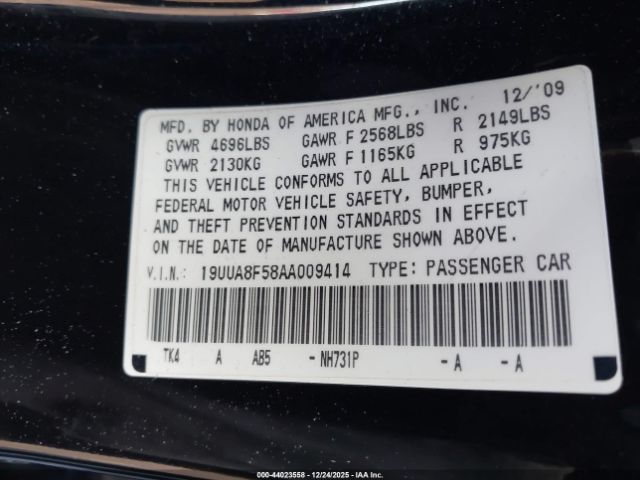 MFD. BY HONDA OF AMERICA MFG., INC. 12/'09
GVWR 4696LBS GAWR F 2568LBS R 2149LBS
GVWR 2130KG GAWR F 1165KG R 975KG
THIS VEHICLE CONFORMS TO ALL APPLICABLE
FEDERAL MOTOR VEHICLE SAFETY, BUMPER,
AND THEFT PREVENTION STANDARDS IN EFFECT
ON THE DATE OF MANUFACTURE SHOWN ABOVE.
V.I.N.: 19UUA8F58AA009414 TYPE: PASSENGER CAR
TK4 A AB5 -NH731P -A -A
© IAA - 44023558 - 12/24/2025 - IAA, Inc.